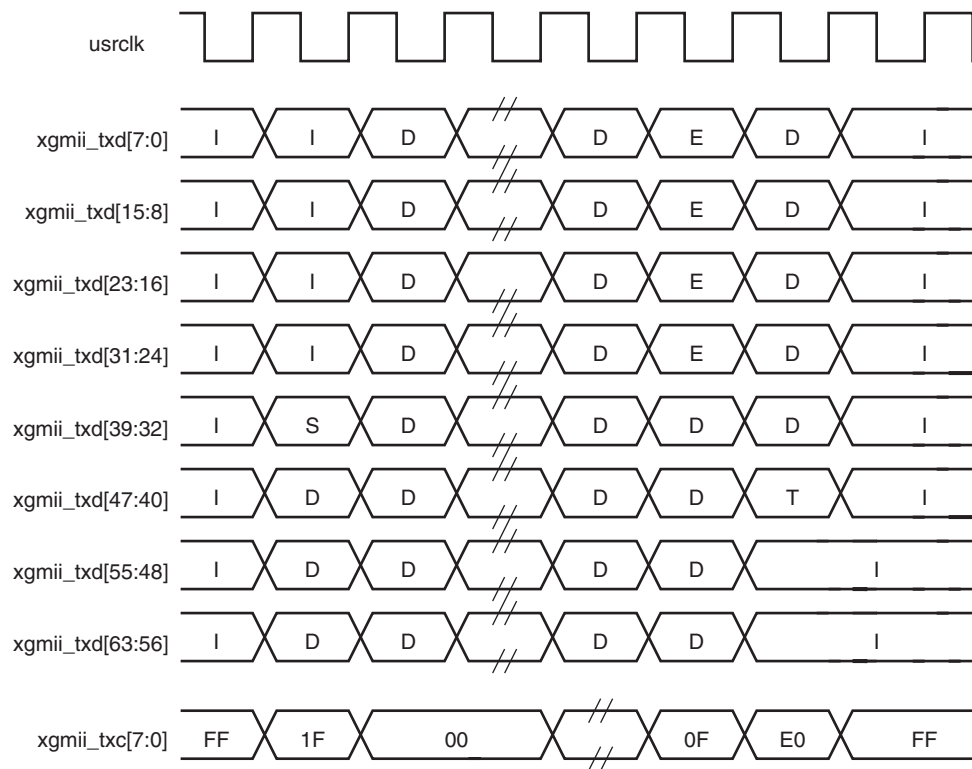 usrclk
xgmii_txd[7:0] I I D D E D I
xgmii_txd[15:8] I I D D E D I
xgmii_txd[23:16] I I D D E D I
xgmii_txd[31:24] I I D D E D I
xgmii_txd[39:32] I S D D D D I
xgmii_txd[47:40] I D D D D T I
xgmii_txd[55:48] I D D D D I
xgmii_txd[63:56] I D D D D I
xgmii_txc[7:0] FF 1F 00 0F E0 FF